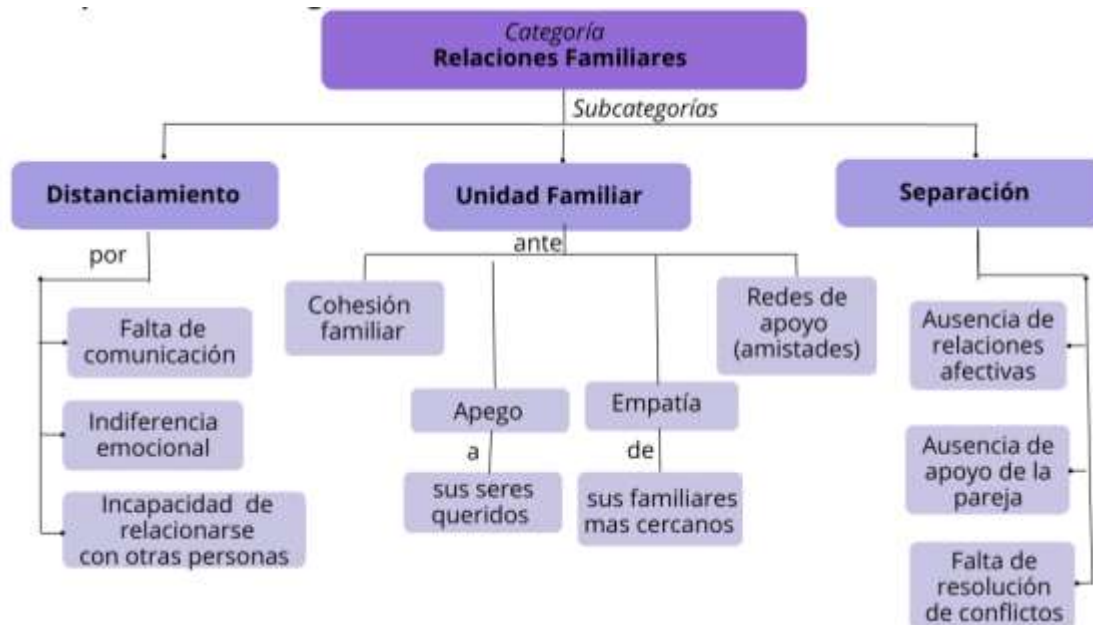 Categoría
Relaciones Familiares
Subcategorías
Distanciamiento
Unidad Familiar
Separación
por
Falta de
comunicación
Indiferencia
emocional
Incapacidad de
relacionarse
con otras personas
ante
Cohesión
familiar
Apego
a
sus seres
queridos
Empatía
de
sus familiares
mas cercanos
Redes de
apoyo
(amistades)
Ausencia de
relaciones
afectivas
Ausencia de
apoyo de la
pareja
Falta de
resolución
de conflictos